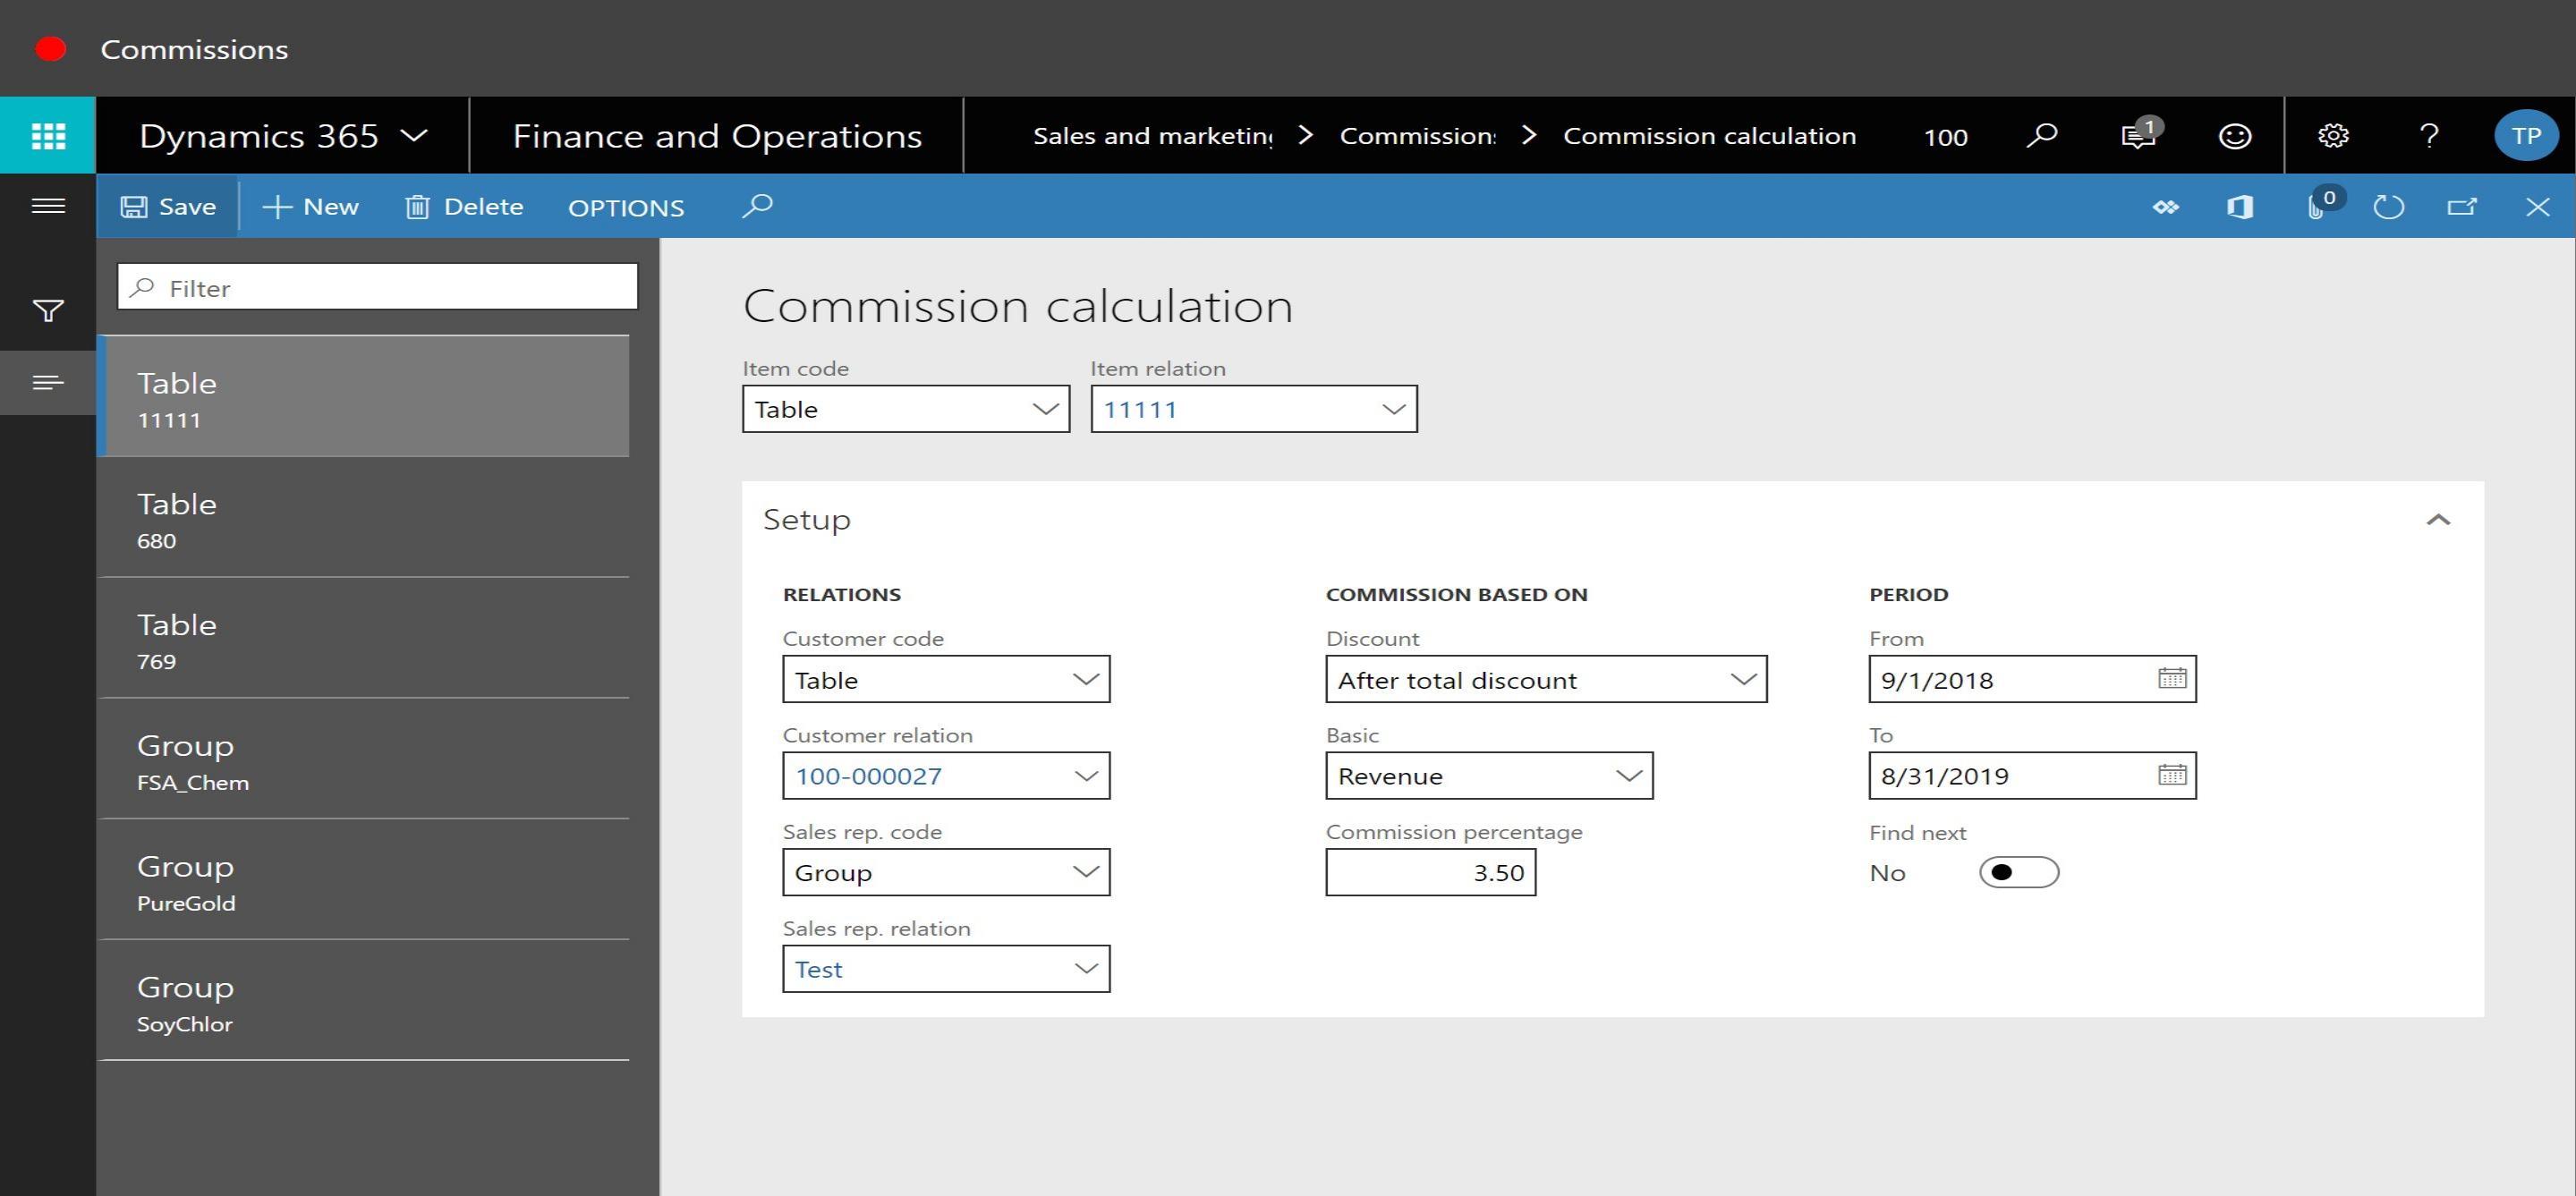 Commissions
Dynamics 365 Finance and Operations Sales and marketing Commission Commission calculation 100 1 ? TP
Save New Delete OPTIONS 0
Filter
Table
11111
Table
680
Table
769
Group
FSA_Chem
Group
PureGold
Group
SoyChlor
Commission calculation
Item code Item relation
Table 11111
Setup
RELATIONS COMMISSION BASED ON PERIOD
Customer code Discount From
Table After total discount 9/1/2018
Customer relation Basic To
100-000027 Revenue 8/31/2019
Sales rep. code Commission percentage Find next
Group 3.50 No
Sales rep. relation
Test